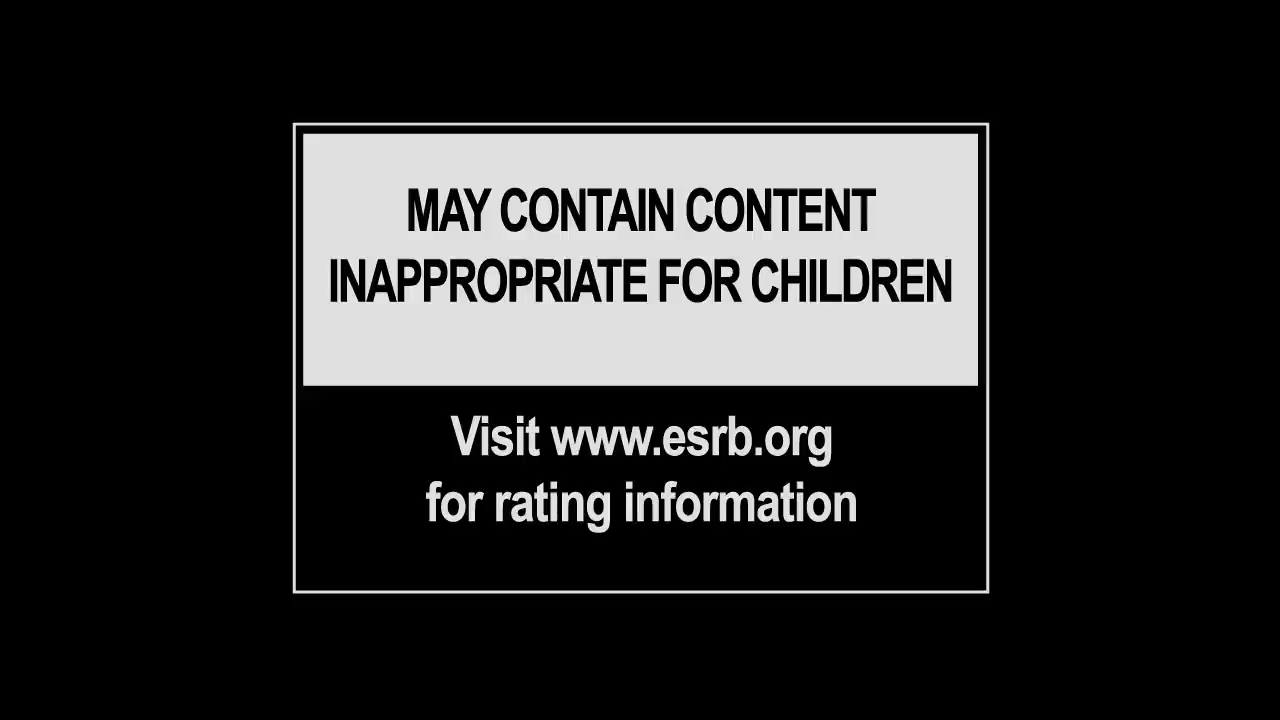 MAY CONTAIN CONTENT
INAPPROPRIATE FOR CHILDREN
Visit www.esrb.org
for rating information